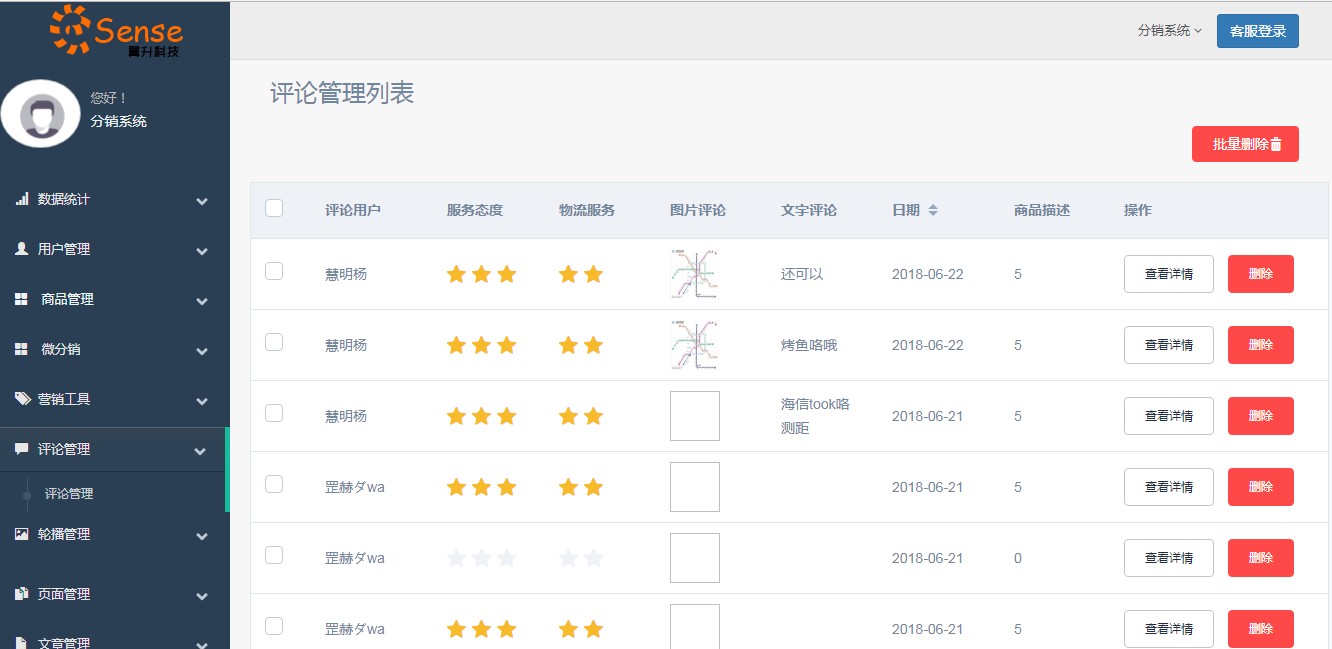 Sense
翼升科技
分销系统
客服登录
您好！
分销系统
数据统计
用户管理
商品管理
微分销
营销工具
评论管理
评论管理
轮播管理
页面管理
文章管理
评论管理列表
批量删除
评论用户 服务态度 物流服务 图片评论 文字评论 日期 商品描述 操作
慧明杨 还可以 2018-06-22 5 查看详情 删除
慧明杨 烤鱼咯哦 2018-06-22 5 查看详情 删除
慧明杨 海信took咯 2018-06-21 5 查看详情 删除
测距
罡赫ダwa 2018-06-21 5 查看详情 删除
罡赫ダwa 2018-06-21 0 查看详情 删除
罡赫ダwa 2018-06-21 5 查看详情 删除